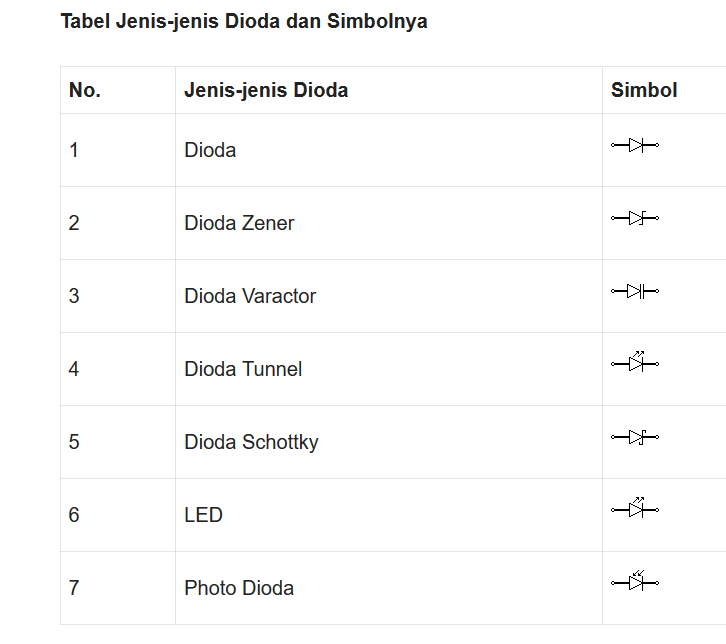 Tabel Jenis-jenis Dioda dan Simbolnya
No. Jenis-jenis Dioda Simbol
1 Dioda
2 Dioda Zener
3 Dioda Varactor
4 Dioda Tunnel
5 Dioda Schottky
6 LED
7 Photo Dioda